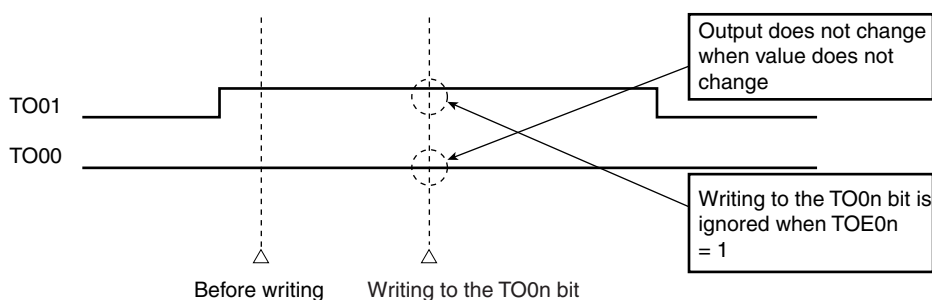 Output does not change
when value does not
change
TO01
TO00
Writing to the TO0n bit is
ignored when TOE0n
= 1
Before writing
Writing to the TO0n bit